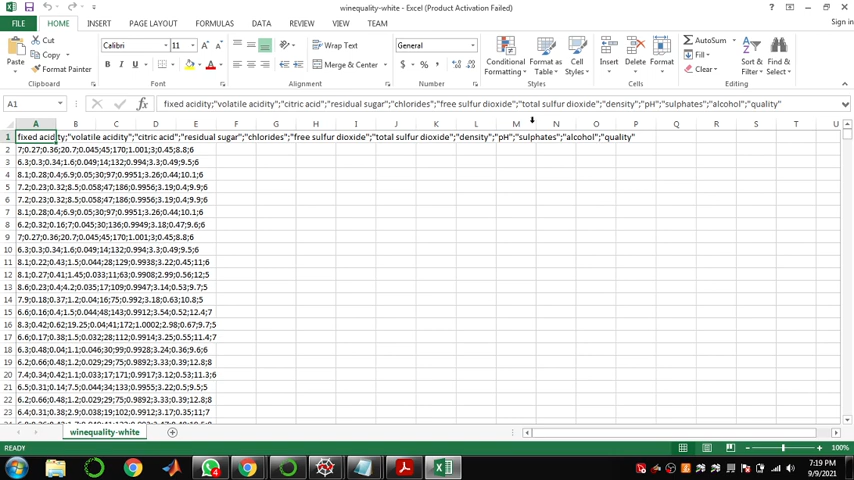 winequality-white - Excel (Product Activation Failed)
FILE HOME INSERT PAGE LAYOUT FORMULAS DATA REVIEW VIEW TEAM Sign in
Cut
Copy
Format Painter
Paste
Clipboard
Calibri 11
B I U
Font
Wrap Text
Merge & Center
Alignment
General
$ % ,
Number
Conditional Formatting
Format as Table
Cell Styles
Styles
Insert Delete Format
Cells
AutoSum
Fill
Clear
Sort & Filter
Find & Select
Editing
A1 fx fixed acidity;"volatile acidity";"citric acid";"residual sugar";"chlorides";"free sulfur dioxide";"total sulfur dioxide";"density";"pH";"sulphates";"alcohol";"quality"
A B C D E F G H I J K L M N O P Q R S T U
1 fixed acidity;"volatile acidity";"citric acid";"residual sugar";"chlorides";"free sulfur dioxide";"total sulfur dioxide";"density";"pH";"sulphates";"alcohol";"quality"
2 7;0.27;0.36;20.7;0.045;45;170;1.001;3;0.45;8.8;6
3 6.3;0.3;0.34;1.6;0.049;14;132;0.994;3.3;0.49;9.5;6
4 8.1;0.28;0.4;6.9;0.05;30;97;0.9951;3.26;0.44;10.1;6
5 7.2;0.23;0.32;8.5;0.058;47;186;0.9956;3.19;0.4;9.9;6
6 7.2;0.23;0.32;8.5;0.058;47;186;0.9956;3.19;0.4;9.9;6
7 8.1;0.28;0.4;6.9;0.05;30;97;0.9951;3.26;0.44;10.1;6
8 6.2;0.32;0.16;7;0.045;30;136;0.9949;3.18;0.47;9.6;6
9 7;0.27;0.36;20.7;0.045;45;170;1.001;3;0.45;8.8;6
10 6.3;0.3;0.34;1.6;0.049;14;132;0.994;3.3;0.49;9.5;6
11 8.1;0.22;0.43;1.5;0.044;28;129;0.9938;3.22;0.45;11;6
12 8.1;0.27;0.41;1.45;0.033;11;63;0.9908;2.99;0.56;12;5
13 8.6;0.23;0.4;4.2;0.035;17;109;0.9947;3.14;0.53;9.7;5
14 7.9;0.18;0.37;1.2;0.04;16;75;0.992;3.18;0.63;10.8;5
15 6.6;0.16;0.4;1.5;0.044;48;143;0.9912;3.54;0.52;12.4;7
16 8.3;0.42;0.62;19.25;0.04;41;172;1.0002;2.98;0.67;9.7;5
17 6.6;0.17;0.38;1.5;0.032;28;112;0.9914;3.25;0.55;11.4;7
18 6.3;0.48;0.04;1.1;0.046;30;99;0.9928;3.24;0.36;9.6;6
19 6.2;0.66;0.48;1.2;0.029;29;75;0.9892;3.33;0.39;12.8;8
20 7.4;0.34;0.42;1.1;0.033;17;171;0.9917;3.12;0.53;11.3;6
21 6.5;0.31;0.14;7.5;0.044;34;133;0.9955;3.22;0.5;9.5;5
22 6.2;0.66;0.48;1.2;0.029;29;75;0.9892;3.33;0.39;12.8;8
23 6.4;0.31;0.38;2.9;0.038;19;102;0.9912;3.17;0.35;11;7
winequality-white
READY 100%
7:19 PM
9/9/2021